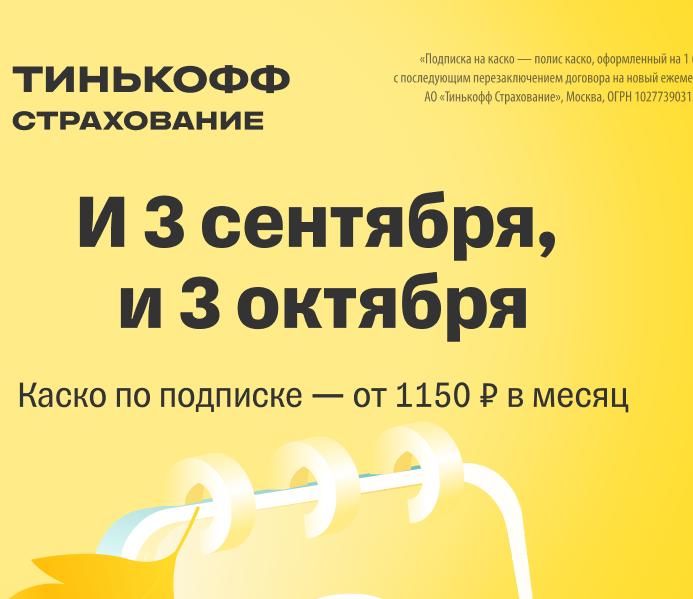 ТИНЬКОФФ
СТРАХОВАНИЕ
«Подписка на каско — полис каско, оформленный на 1
с последующим перезаключением договора на новый
АО «Тинькофф Страхование», Москва, ОГРН 1027739031
И 3 сентября,
и 3 октября
Каско по подписке — от 1150 ₽ в месяц